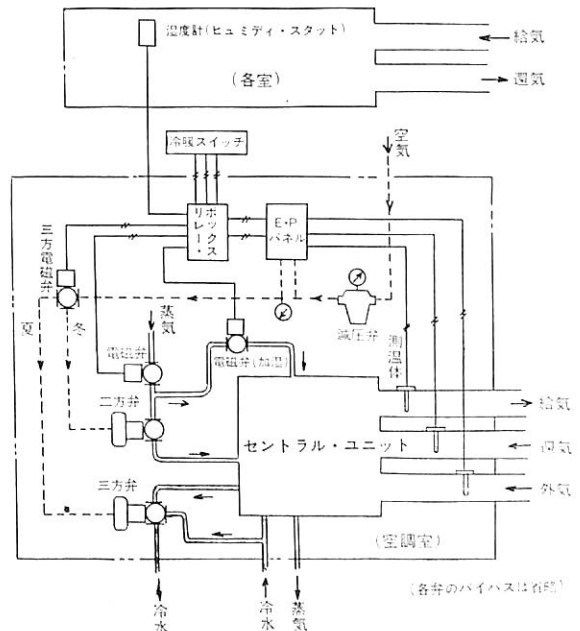 湿度計(ヒュミディ・スタット)
(各室)
給気
還気
冷暖スイッチ
空気
リレー・
ボックス
E・P
パネル
三方電磁弁
夏
冬
蒸気
減圧弁
電磁弁
電磁弁(加湿)
測温体
二方弁
セントラル・ユニット
給気
還気
外気
三方弁
(空調室)
冷水
冷水
蒸気
(各弁のバイパスは省略)